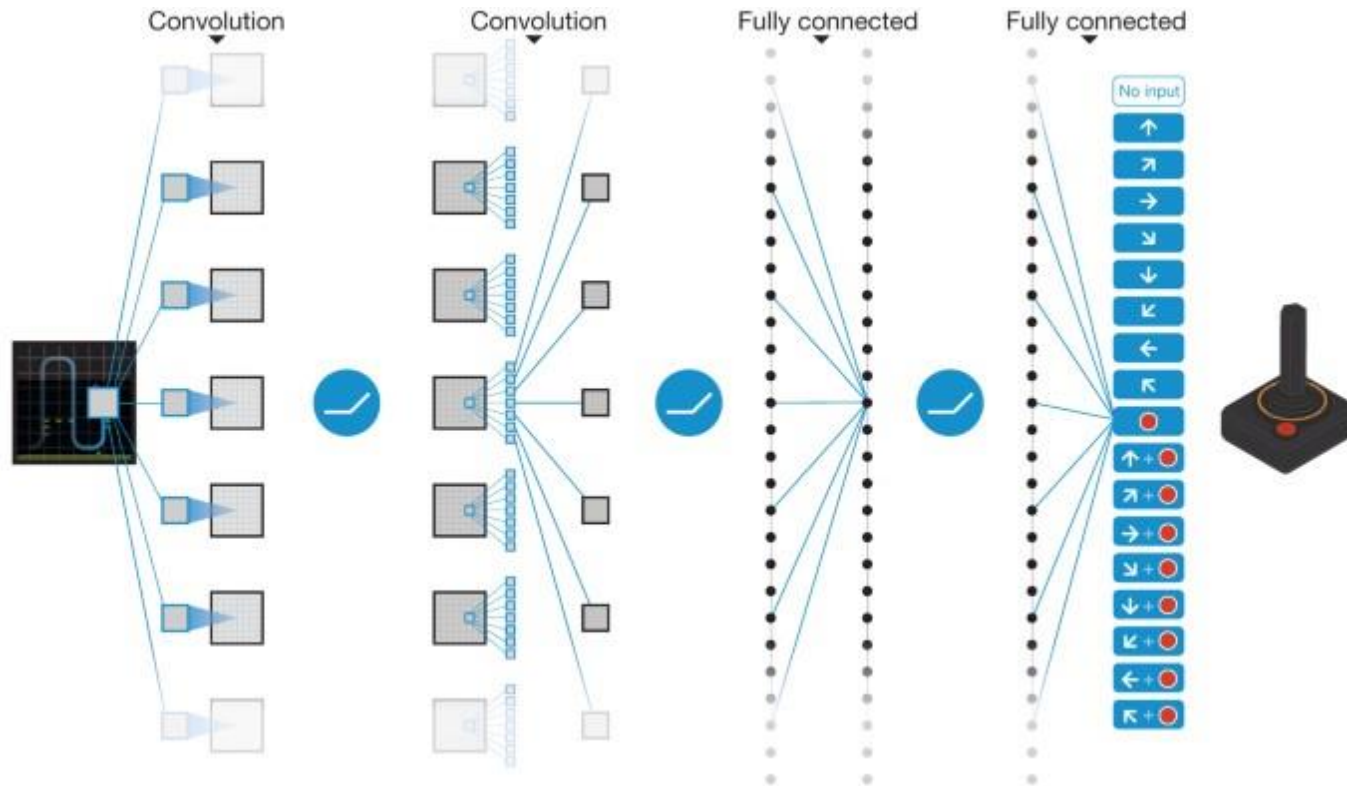 Convolution
Convolution
Fully connected
Fully connected
No input
+
+
+
+
+
+
+
+